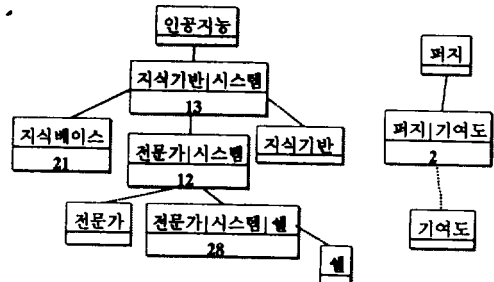 인공지능
퍼지
지식기반|시스템
13
지식베이스
21
전문가|시스템
12
지식기반
퍼지|기여도
2
전문가
전문가|시스템|쉘
28
기여도
쉘